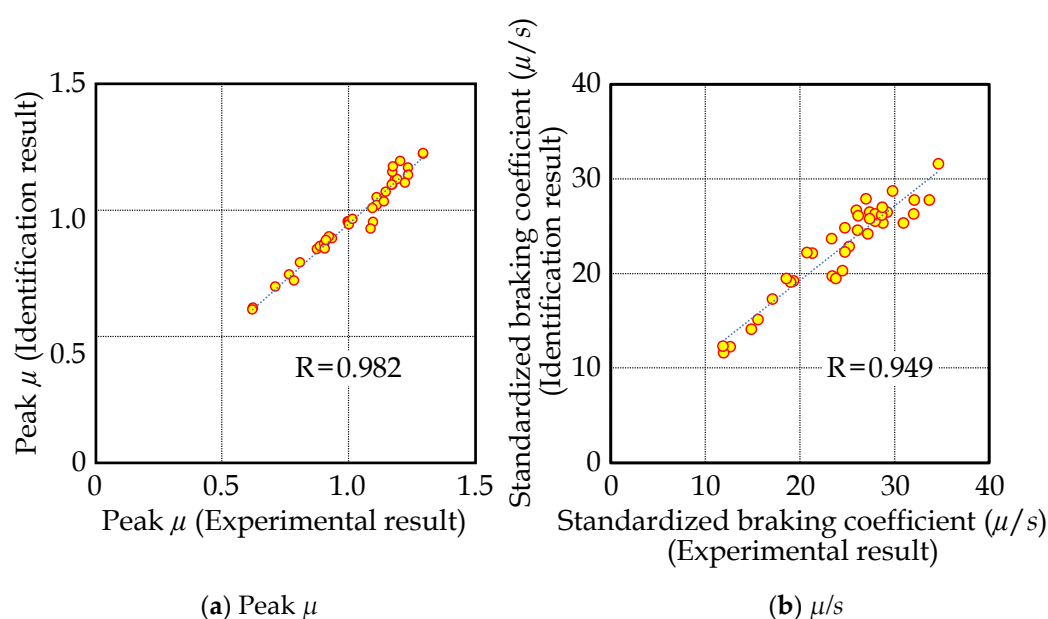 Peak μ (Identification result)
1.5
1.0
0.5
0
R=0.982
0
0.5
1.0
1.5
Peak μ (Experimental result)
(a) Peak μ
Standardized braking coefficient (μ/s)
(Identification result)
40
30
20
10
0
R=0.949
0
10
20
30
40
Standardized braking coefficient (μ/s)
(Experimental result)
(b) μ/s